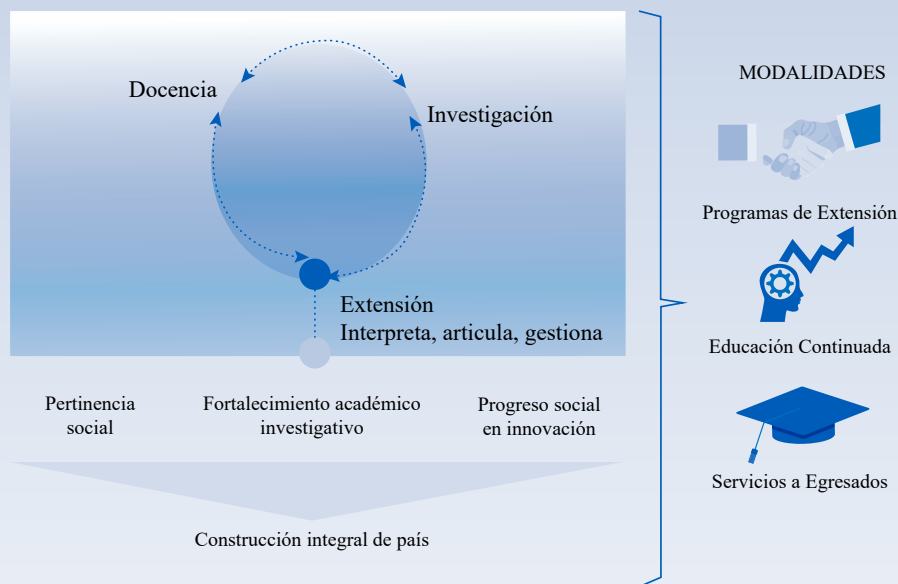 Docencia
Investigación
Extensión
Interpreta, articula, gestiona
Pertinencia
social
Fortalecimiento académico
investigativo
Progreso social
en innovación
Construcción integral de país
MODALIDADES
Programas de Extensión
Educación Continuada
Servicios a Egresados